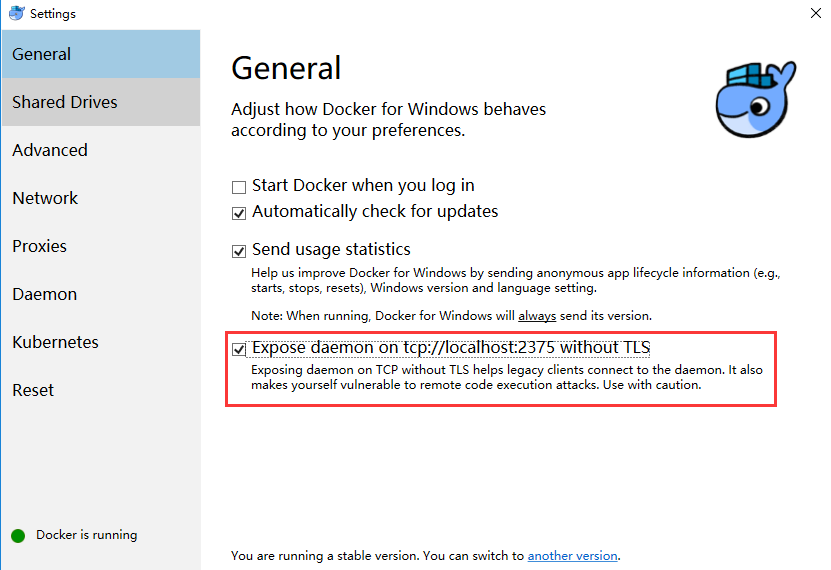 Settings
General
Shared Drives
Advanced
Network
Proxies
Daemon
Kubernetes
Reset
Docker is running
General
Adjust how Docker for Windows behaves
according to your preferences.
Start Docker when you log in
Automatically check for updates
Send usage statistics
Help us improve Docker for Windows by sending anonymous app lifecycle information (e.g.,
starts, stops, resets), Windows version and language setting.
Note: When running, Docker for Windows will always send its version.
Expose daemon on tcp://localhost:2375 without TLS
Exposing daemon on TCP without TLS helps legacy clients connect to the daemon. It also
makes yourself vulnerable to remote code execution attacks. Use with caution.
You are running a stable version. You can switch to another version.